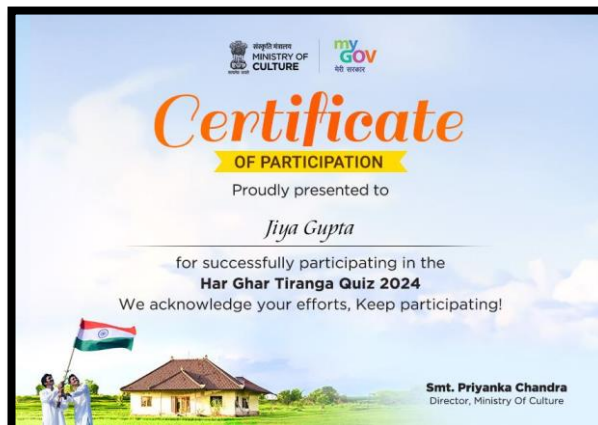 संस्कृति मंत्रालय
MINISTRY OF
CULTURE
my
GOV
मेरी सरकार
Certificate
OF PARTICIPATION
Proudly presented to
Jiya Gupta
for successfully participating in the
Har Ghar Tiranga Quiz 2024
We acknowledge your efforts, Keep participating!
Smt. Priyanka Chandra
Director, Ministry Of Culture